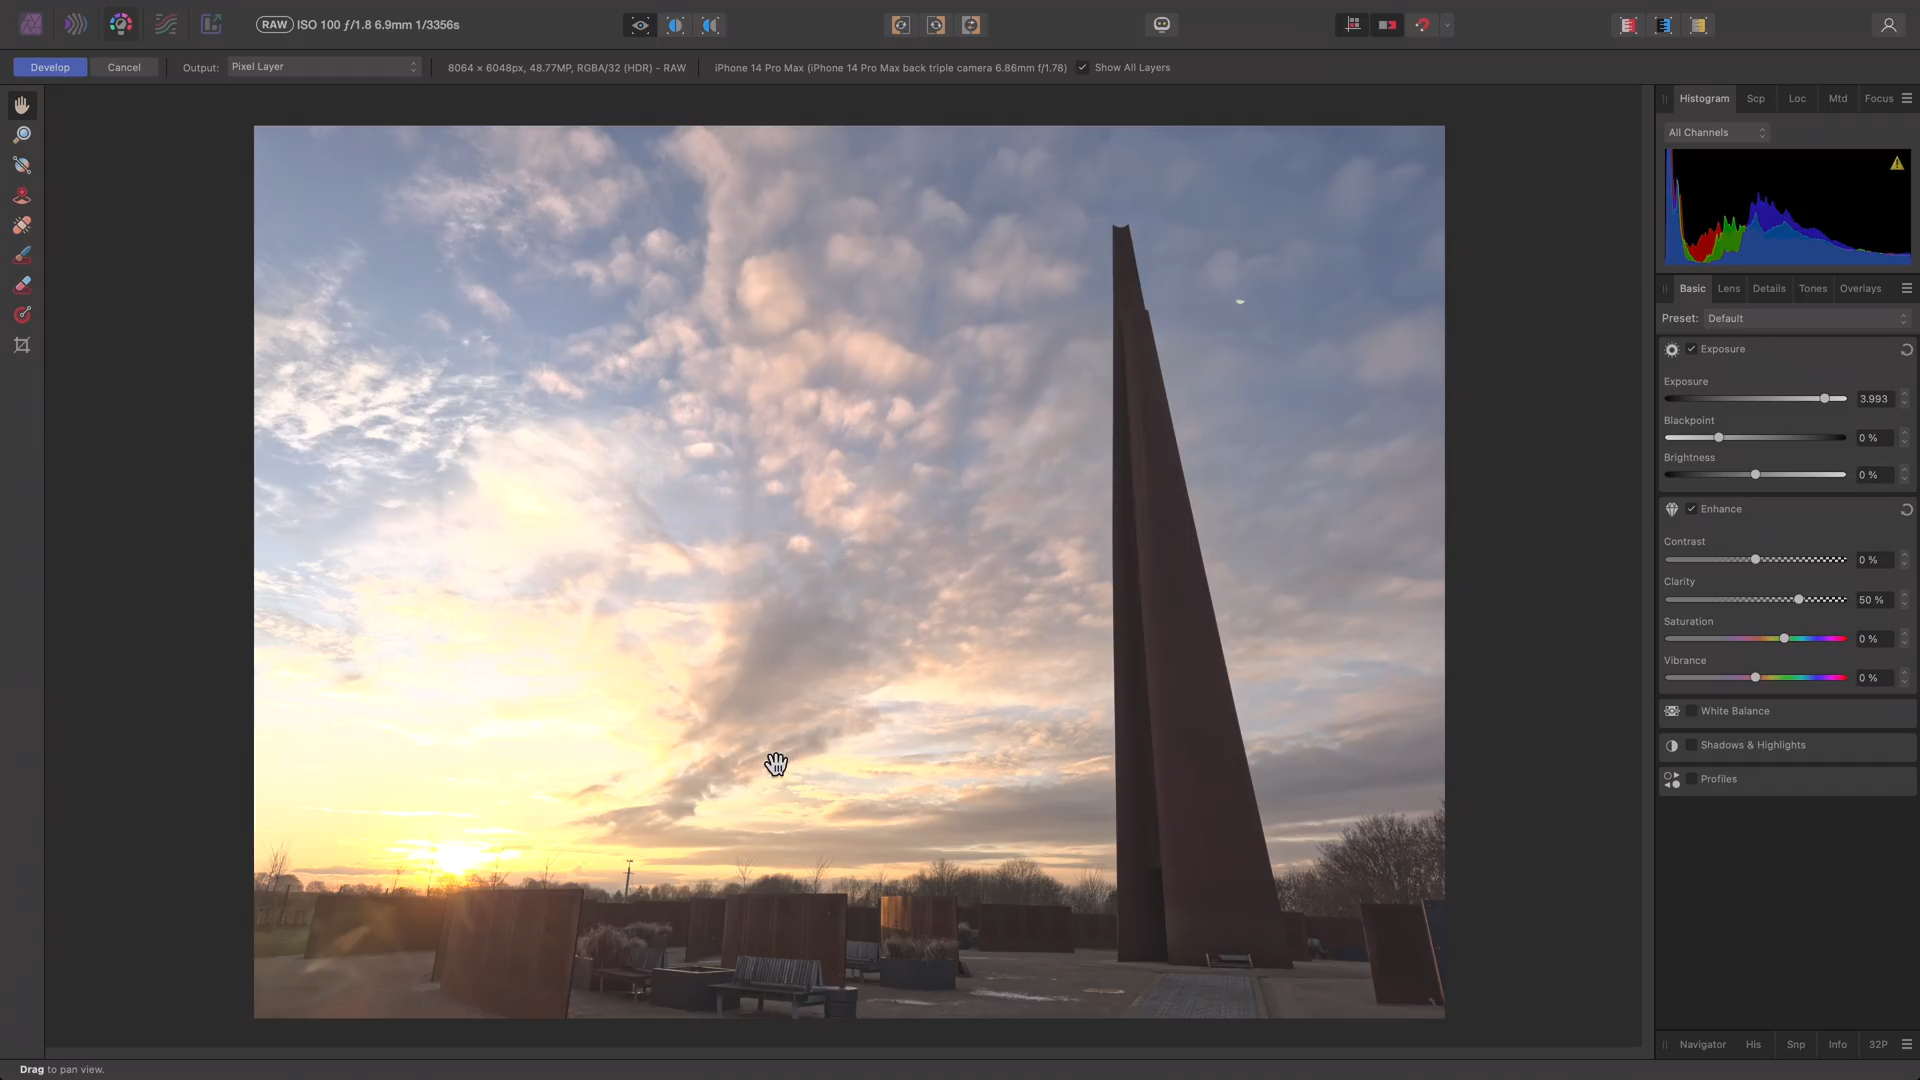 RAW ISO 100 ƒ/1.8 6.9mm 1/3356s
Develop Cancel Output: Pixel Layer 8064 × 6048px, 48.77MP, RGBA/32 (HDR) - RAW iPhone 14 Pro Max (iPhone 14 Pro Max back triple camera 6.86mm f/1.78) Show All Layers
Histogram Scp Loc Mtd Focus
All Channels
Basic Lens Details Tones Overlays
Preset: Default
Exposure
Exposure
3.993
Blackpoint
0 %
Brightness
0 %
Enhance
Contrast
0 %
Clarity
50 %
Saturation
0 %
Vibrance
0 %
White Balance
Shadows & Highlights
Profiles
Navigator His Snp Info 32P
Drag to pan view.